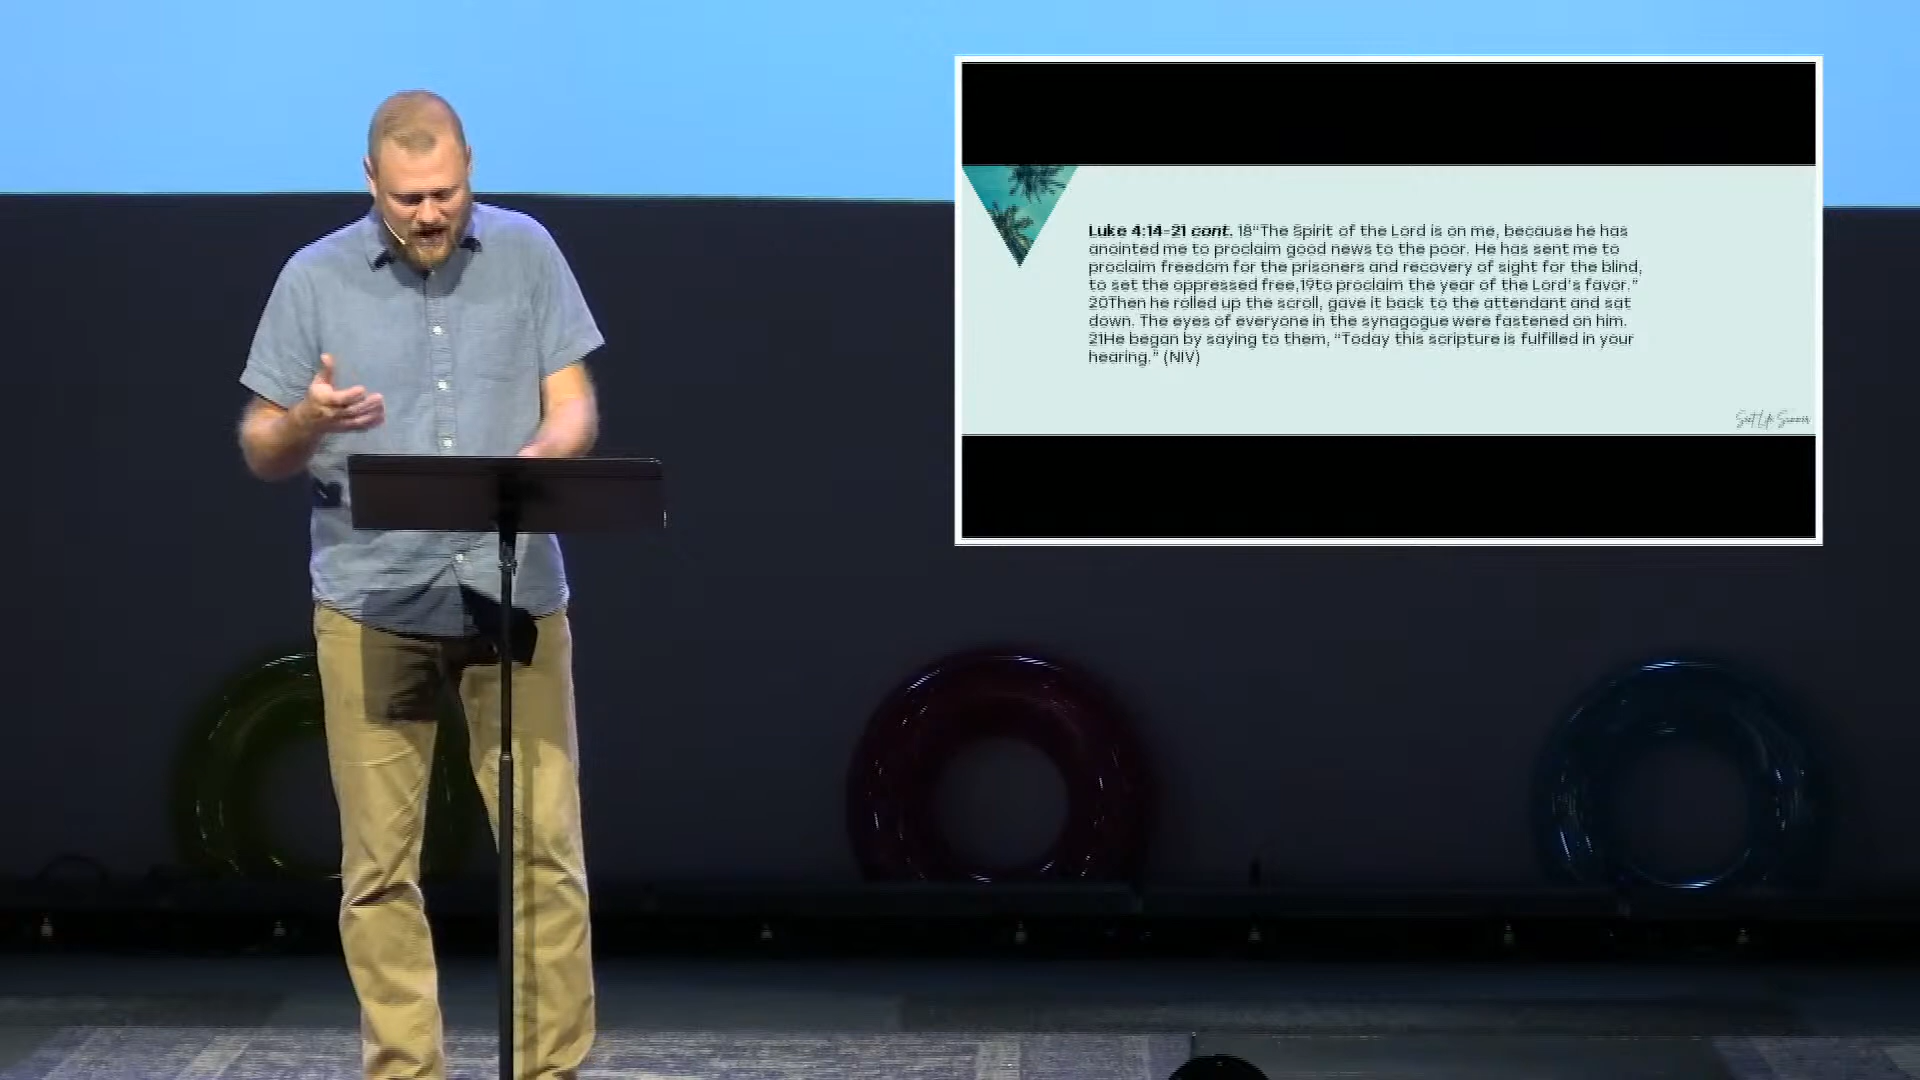 Luke 4:14-21 cont. 18“The Spirit of the Lord is on me, because he has
anointed me to proclaim good news to the poor. He has sent me to
proclaim freedom for the prisoners and recovery of sight for the blind,
to set the oppressed free,19to proclaim the year of the Lord’s favor.”
20Then he rolled up the scroll, gave it back to the attendant and sat
down. The eyes of everyone in the synagogue were fastened on him.
21He began by saying to them, “Today this scripture is fulfilled in your
hearing.” (NIV)